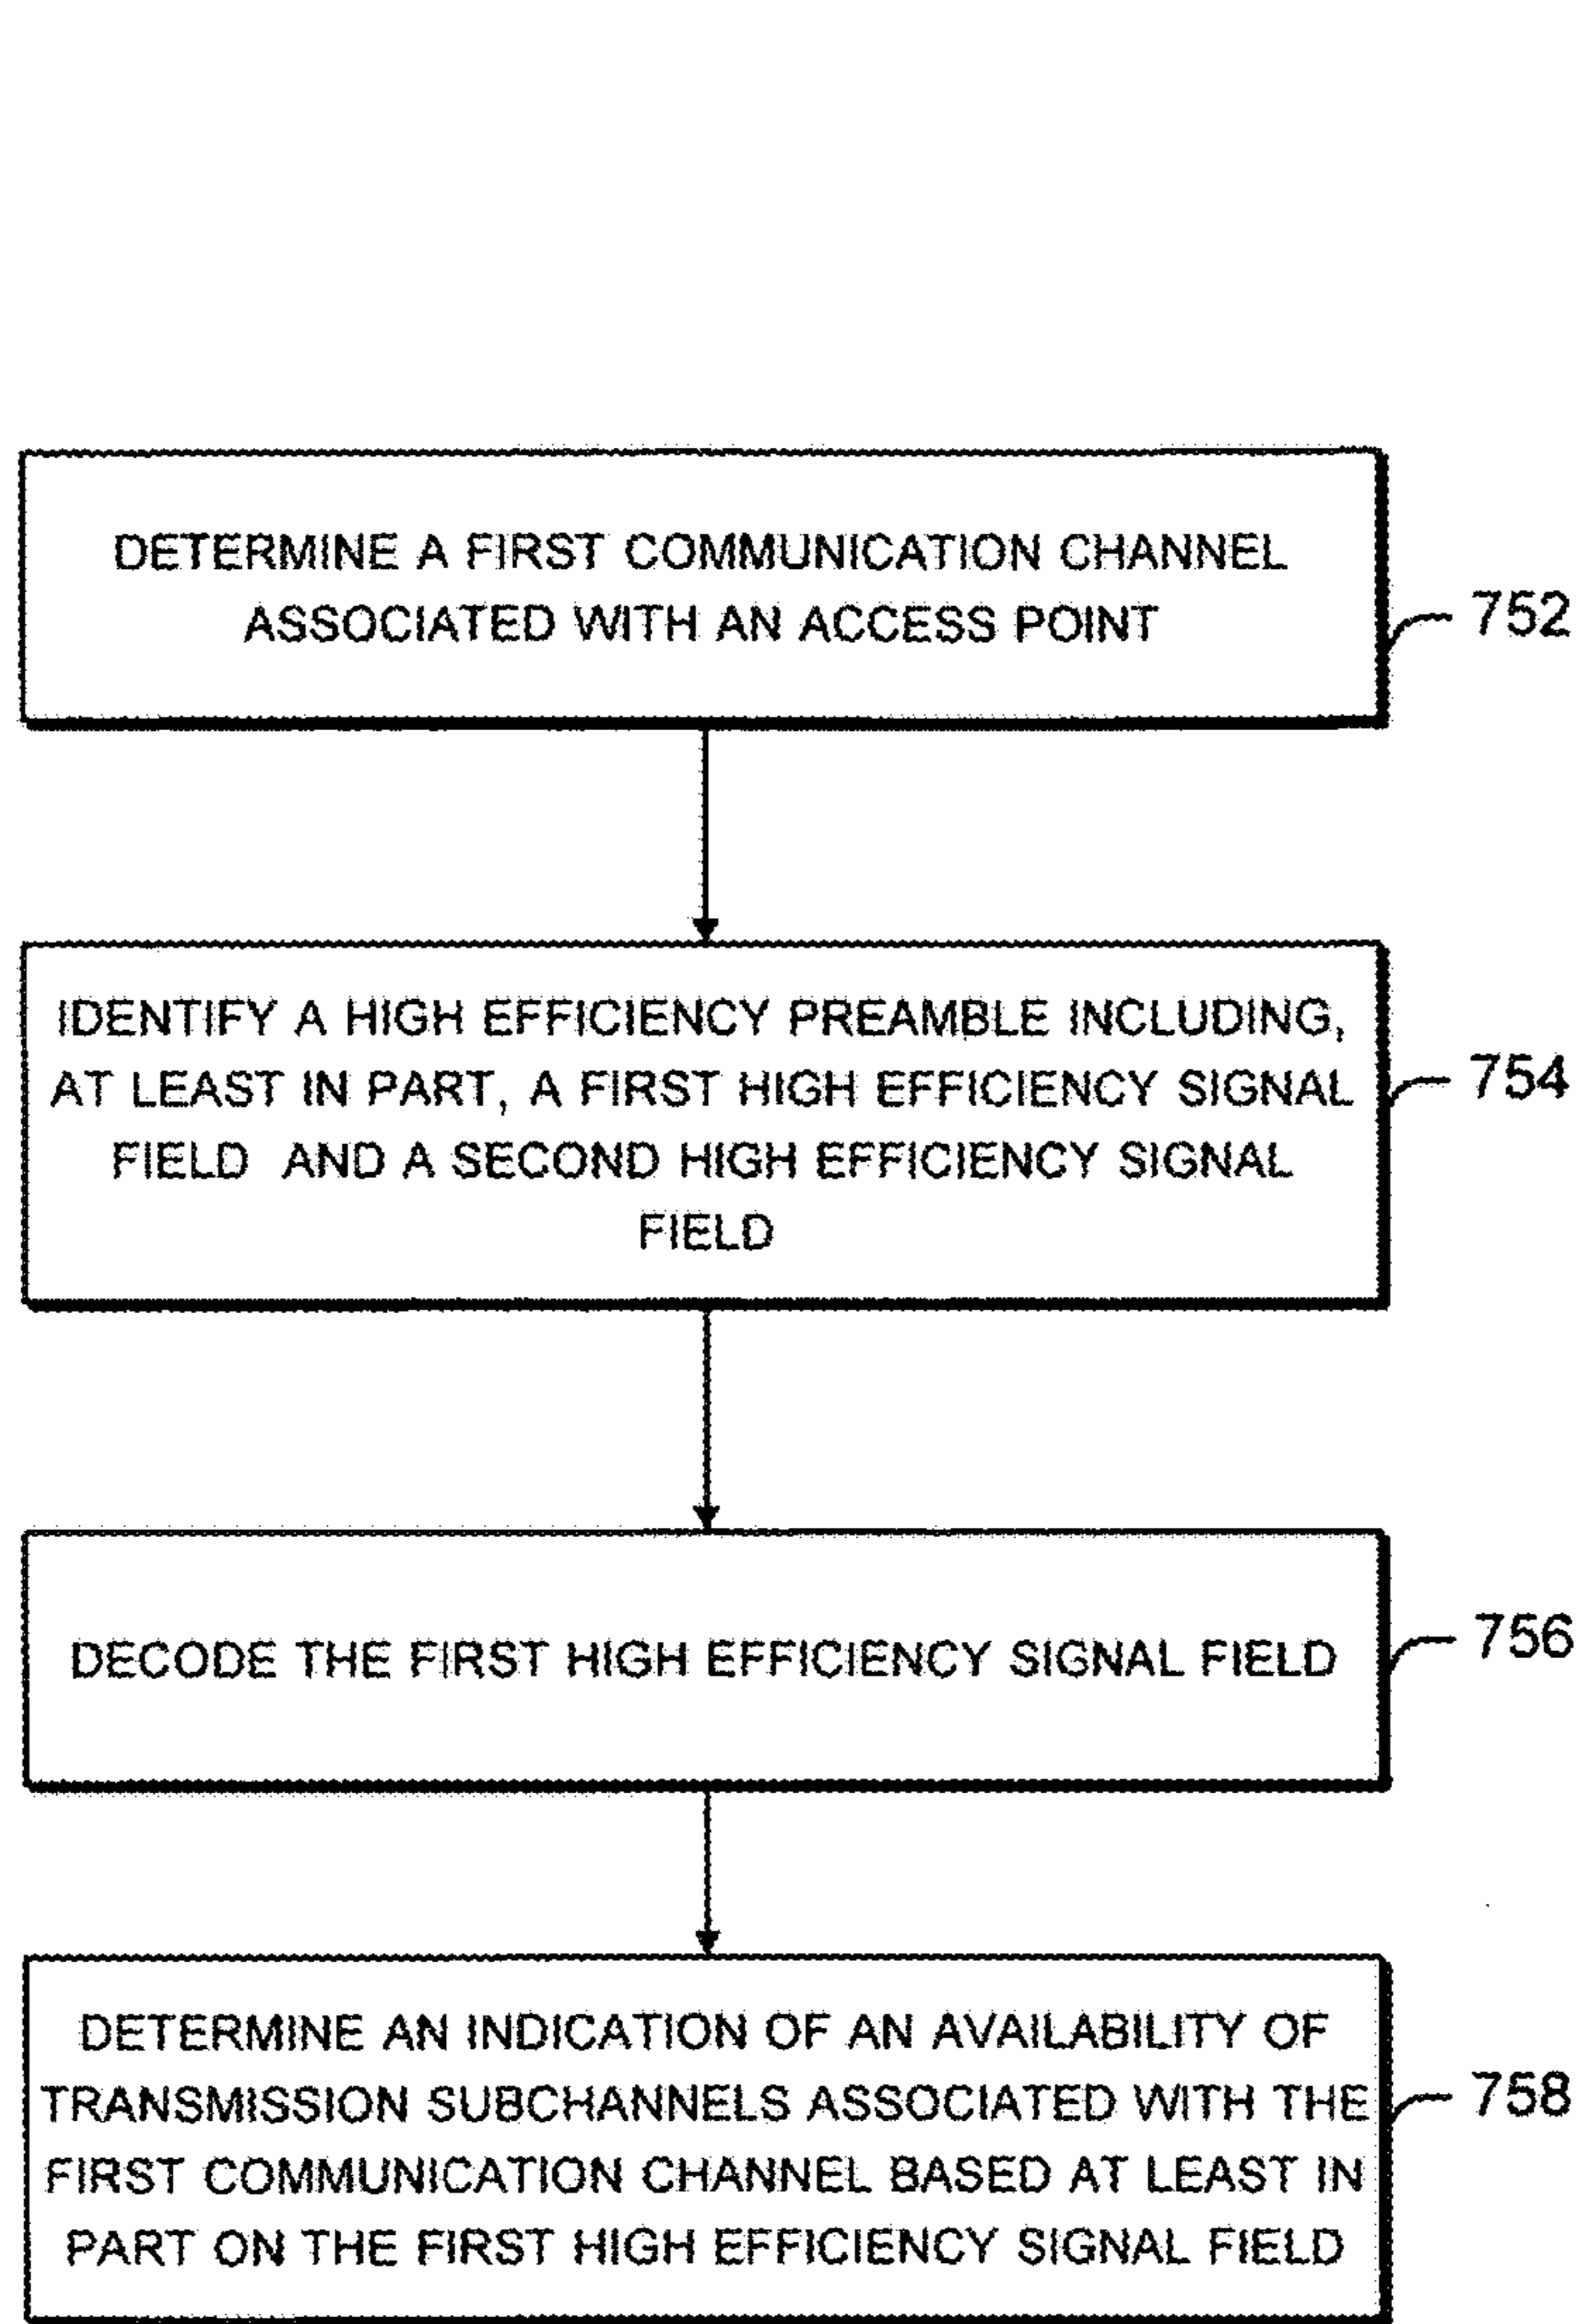 DETERMINE A FIRST COMMUNICATION CHANNEL
ASSOCIATED WITH AN ACCESS POINT
752
IDENTIFY A HIGH EFFICIENCY PREAMBLE INCLUDING,
AT LEAST IN PART, A FIRST HIGH EFFICIENCY SIGNAL
FIELD AND A SECOND HIGH EFFICIENCY SIGNAL
FIELD
754
DECODE THE FIRST HIGH EFFICIENCY SIGNAL FIELD
756
DETERMINE AN INDICATION OF AN AVAILABILITY OF
TRANSMISSION SUBCHANNELS ASSOCIATED WITH THE
FIRST COMMUNICATION CHANNEL BASED AT LEAST IN
PART ON THE FIRST HIGH EFFICIENCY SIGNAL FIELD
758